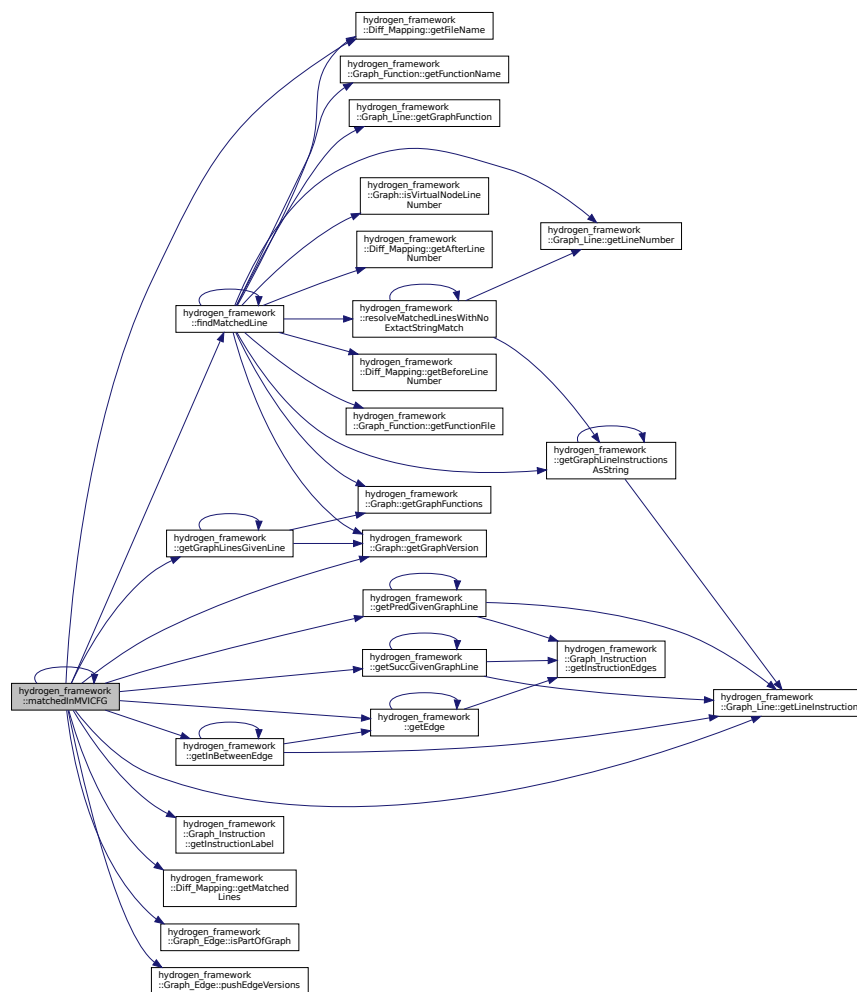 hydrogen_framework
::Diff_Mapping::getFileName
hydrogen_framework
::Graph_Function::getFunctionName
hydrogen_framework
::Graph_Line::getGraphFunction
hydrogen_framework
::Graph::isVirtualNodeLine
Number
hydrogen_framework
::Graph_Line::getLineNumber
hydrogen_framework
::Diff_Mapping::getAfterLine
Number
hydrogen_framework
::findMatchedLine
hydrogen_framework
::resolveMatchedLinesWithNo
ExtactStringMatch
hydrogen_framework
::Diff_Mapping::getBeforeLine
Number
hydrogen_framework
::Graph_Function::getFunctionFile
hydrogen_framework
::getGraphLineInstructions
AsString
hydrogen_framework
::Graph::getGraphFunctions
hydrogen_framework
::getGraphLinesGivenLine
hydrogen_framework
::Graph::getGraphVersion
hydrogen_framework
::getPredGivenGraphLine
hydrogen_framework
::Graph_Instruction
::getInstructionEdges
hydrogen_framework
::getSuccGivenGraphLine
hydrogen_framework
::matchedInMVICFG
hydrogen_framework
::Graph_Line::getLineInstruction
hydrogen_framework
::getEdge
hydrogen_framework
::getInBetweenEdge
hydrogen_framework
::Graph_Instruction
::getInstructionLabel
hydrogen_framework
::Diff_Mapping::getMatched
Lines
hydrogen_framework
::Graph_Edge::isPartOfGraph
hydrogen_framework
::Graph_Edge::pushEdgeVersions